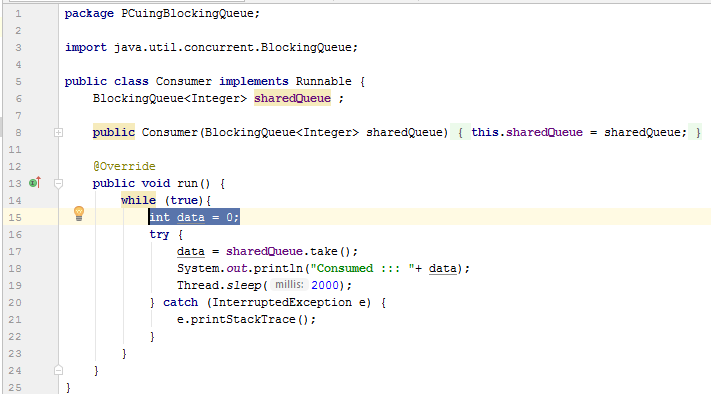 1 package PCuingBlockingQueue;
2
3 import java.util.concurrent.BlockingQueue;
4
5 public class Consumer implements Runnable {
6 BlockingQueue<Integer> sharedQueue ;
7
8 public Consumer(BlockingQueue<Integer> sharedQueue) { this.sharedQueue = sharedQueue; }
11
12 @Override
13 public void run() {
14 while (true){
15 int data = 0;
16 try {
17 data = sharedQueue.take();
18 System.out.println("Consumed ::: "+ data);
19 Thread.sleep( millis: 2000);
20 } catch (InterruptedException e) {
21 e.printStackTrace();
22 }
23 }
24 }
25 }